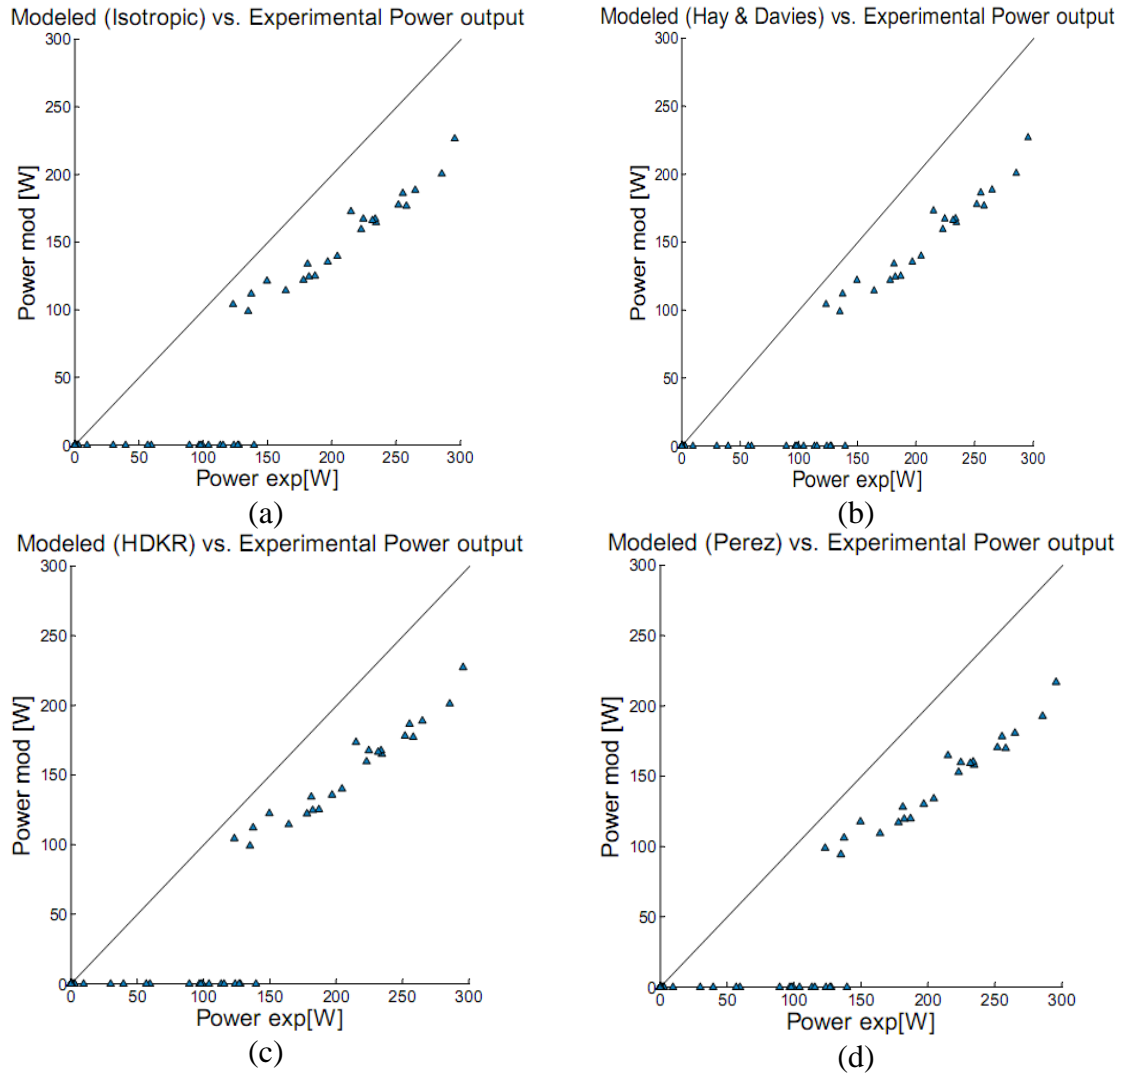 Modeled (Isotropic) vs. Experimental Power output
300
250
200
150
100
50
0
Power mod [W]
0 50 100 150 200 250 300
Power exp[W]
(a)
Modeled (Hay & Davies) vs. Experimental Power output
300
250
200
150
100
50
0
Power mod [W]
0 50 100 150 200 250 300
Power exp[W]
(b)
Modeled (HDKR) vs. Experimental Power output
300
250
200
150
100
50
0
Power mod [W]
0 50 100 150 200 250 300
Power exp[W]
(c)
Modeled (Perez) vs. Experimental Power output
300
250
200
150
100
50
0
Power mod [W]
0 50 100 150 200 250 300
Power exp[W]
(d)